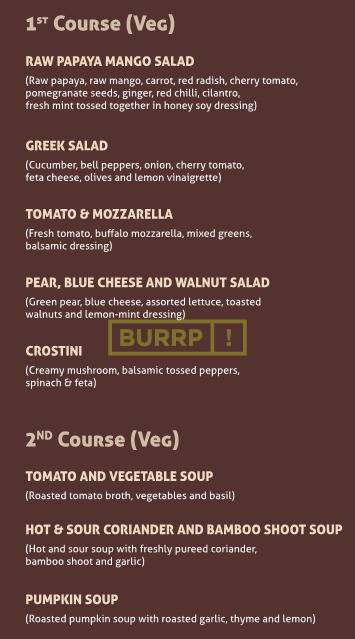 1ST Course (Veg)
RAW PAPAYA MANGO SALAD
(Raw papaya, raw mango, carrot, red radish, cherry tomato,
pomegranate seeds, ginger, red chilli, cilantro,
fresh mint tossed together in honey soy dressing)
GREEK SALAD
(Cucumber, bell peppers, onion, cherry tomato,
feta cheese, olives and lemon vinaigrette)
TOMATO & MOZZARELLA
(Fresh tomato, buffalo mozzarella, mixed greens,
balsamic dressing)
PEAR, BLUE CHEESE AND WALNUT SALAD
(Green pear, blue cheese, assorted lettuce, toasted
walnuts and lemon-mint dressing)
BURRP!
CROSTINI
(Creamy mushroom, balsamic tossed peppers,
spinach & feta)
2ND Course (Veg)
TOMATO AND VEGETABLE SOUP
(Roasted tomato broth, vegetables and basil)
HOT & SOUR CORIANDER AND BAMBOO SHOOT SOUP
(Hot and sour soup with freshly pureed coriander,
bamboo shoot and garlic)
PUMPKIN SOUP
(Roasted pumpkin soup with roasted garlic, thyme and lemon)